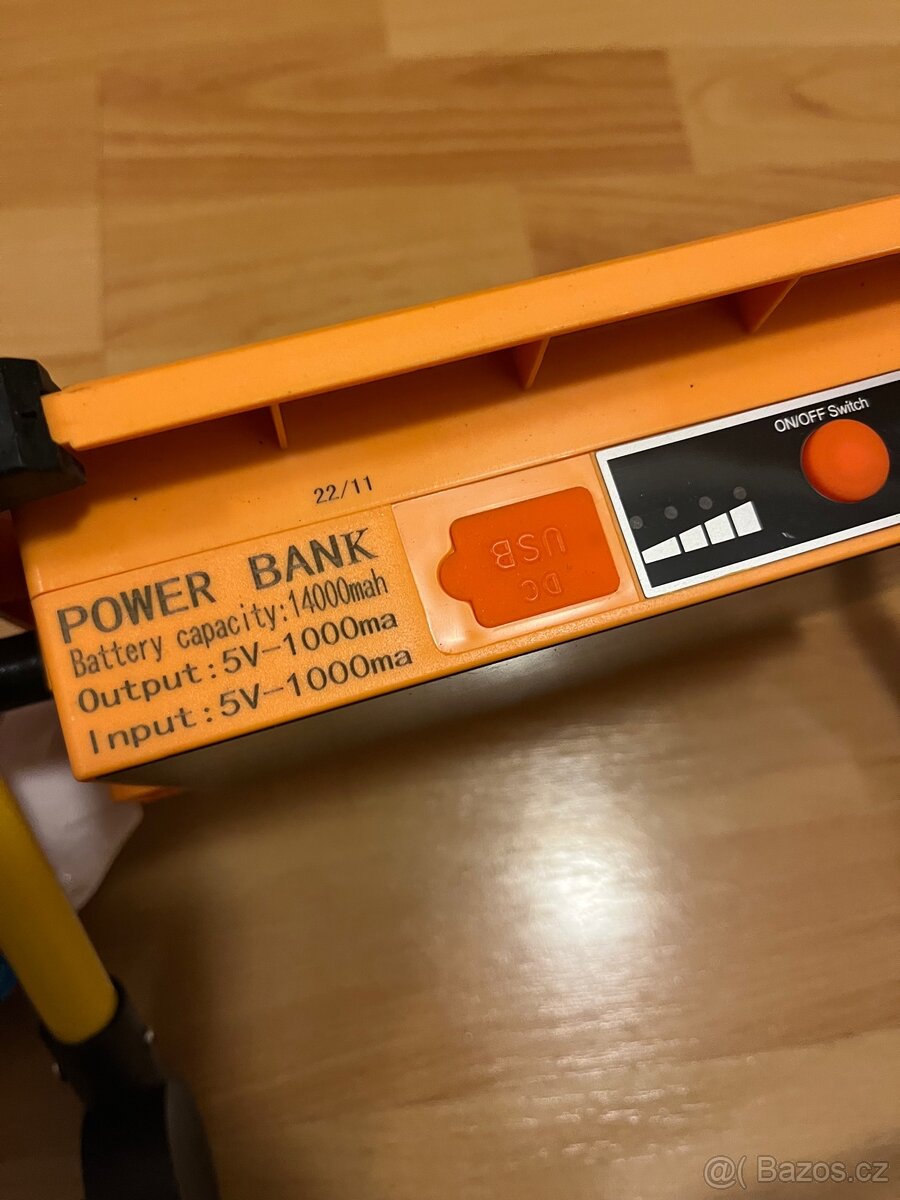 ON/OFF Switch
22/11
POWER BANK
Battery capacity:14000mah
Output:5V-1000ma
Input:5V-1000ma
USB
DC
@( Bazos.cz